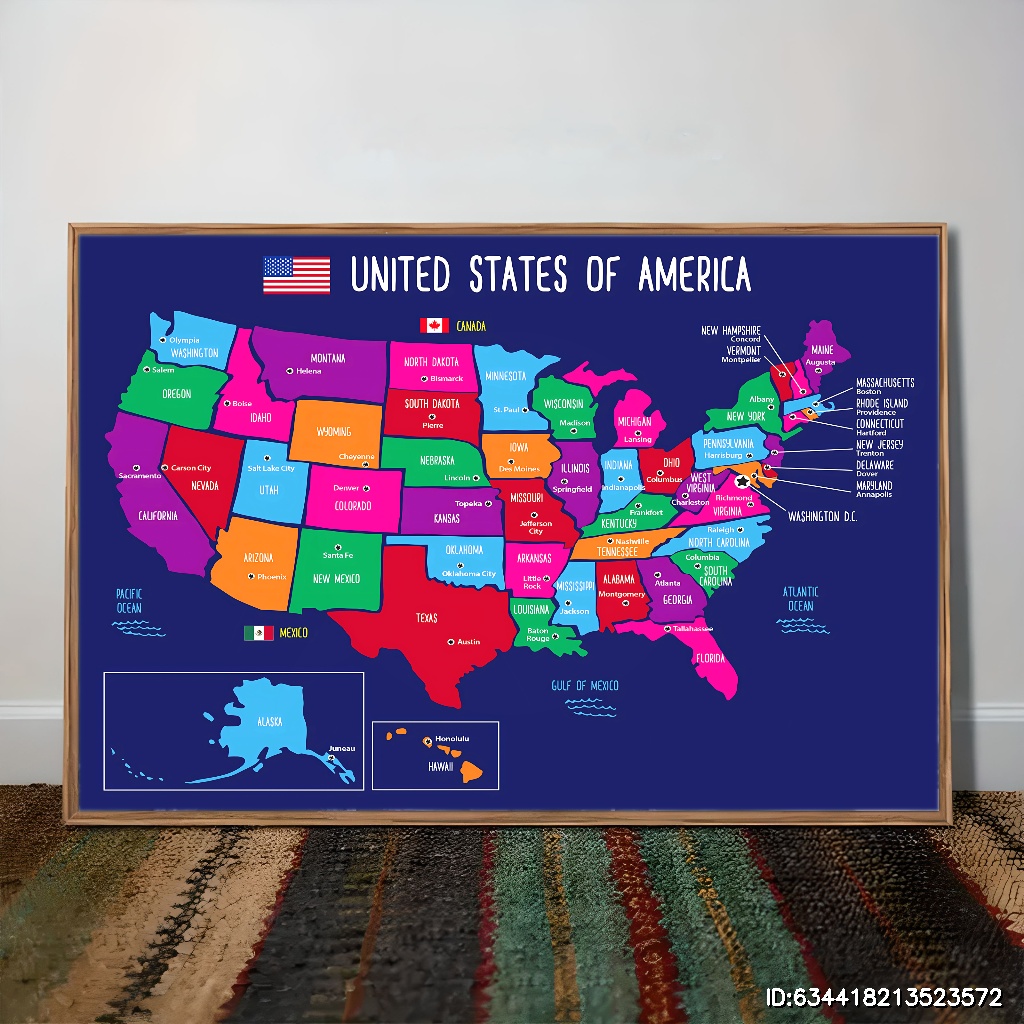 UNITED STATES OF AMERICA
CANADA
NEW HAMPSHIRE
Concord
VERMONT
Montpelier
MAINE
Augusta
Olympia
WASHINGTON
MONTANA
Helena
NORTH DAKOTA
Bismarck
MINNESOTA
St. Paul
Salem
OREGON
Boise
IDAHO
SOUTH DAKOTA
Pierre
WISCONSIN
Madison
MICHIGAN
Lansing
Albany
NEW YORK
MASSACHUSETTS
Boston
RHODE ISLAND
Providence
CONNECTICUT
Hartford
NEW JERSEY
Trenton
DELAWARE
Dover
MARYLAND
Annapolis
WASHINGTON D.C.
WYOMING
Cheyenne
NEBRASKA
Lincoln
IOWA
Des Moines
PENNSYLVANIA
Harrisburg
Sacramento
CALIFORNIA
Carson City
NEVADA
Salt Lake City
UTAH
Denver
COLORADO
Topeka
KANSAS
MISSOURI
Jefferson
City
ILLINOIS
Springfield
INDIANA
Indianapolis
OHIO
Columbus
WEST
VIRGINIA
Charleston
Richmond
VIRGINIA
Frankfort
KENTUCKY
ARIZONA
Phoenix
Santa Fe
NEW MEXICO
OKLAHOMA
Oklahoma City
ARKANSAS
Little
Rock
Nashville
TENNESSEE
Raleigh
NORTH CAROLINA
Columbia
SOUTH
CAROLINA
TEXAS
Austin
LOUISIANA
Baton
Rouge
MISSISSIPPI
Jackson
ALABAMA
Montgomery
Atlanta
GEORGIA
Tallahassee
FLORIDA
PACIFIC
OCEAN
ATLANTIC
OCEAN
MEXICO
GULF OF MEXICO
ALASKA
Juneau
Honolulu
HAWAII
ID:634418213523572